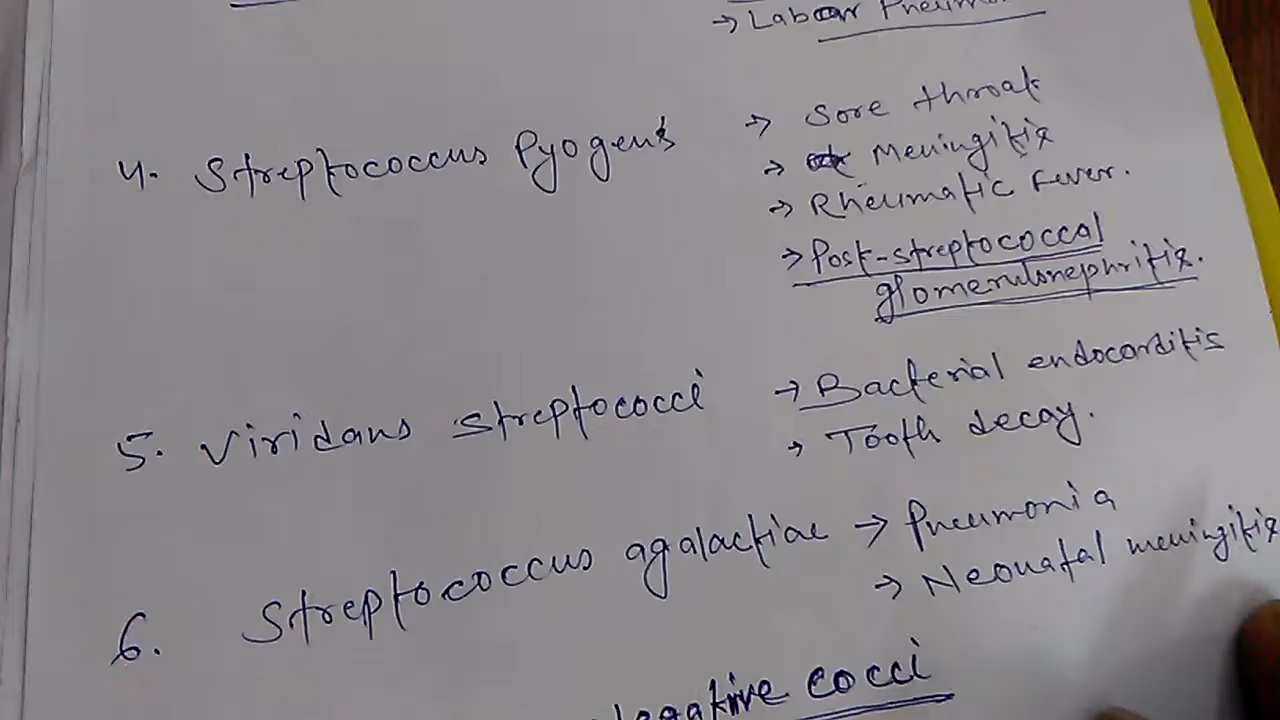 → Labour
4. Streptococcus Pyogens → Sore throat
→ Meningitis
→ Rheumatic Fever.
→ Post-streptococcal
glomerulonephritis.
5. Viridans streptococci → Bacterial endocarditis
→ Tooth decay.
6. Streptococcus agalactiae → Pneumonia
→ Neonatal meningitis
cocci